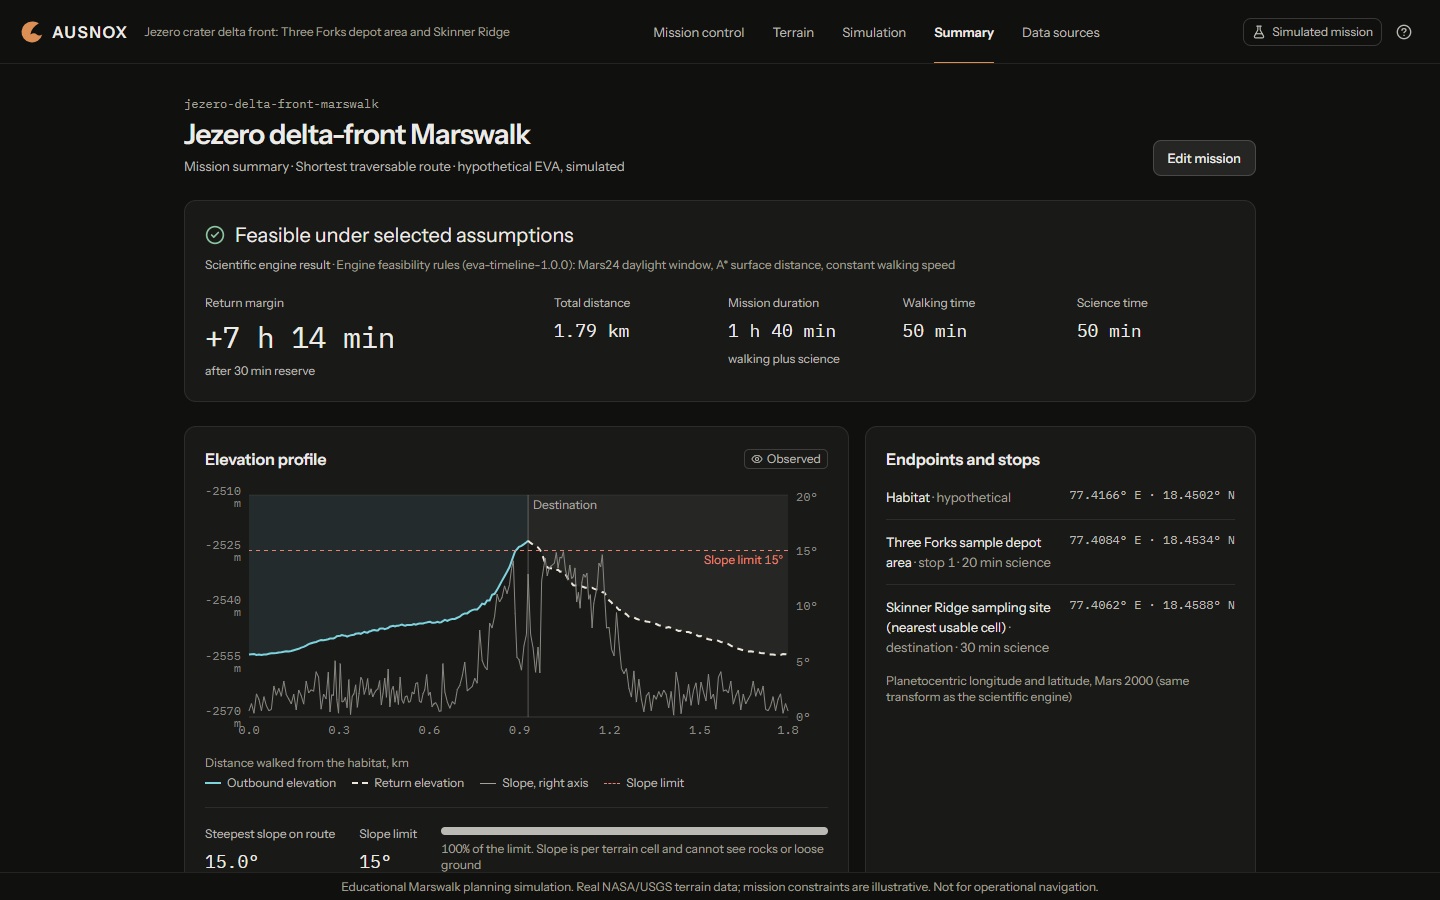 AUSNOX
Jezero crater delta front: Three Forks depot area and Skinner Ridge
Mission control
Terrain
Simulation
Summary
Data sources
Simulated mission
jezero-delta-front-marswalk
Jezero delta-front Marswalk
Mission summary · Shortest traversable route · hypothetical EVA, simulated
Edit mission
Feasible under selected assumptions
Scientific engine result · Engine feasibility rules (eva-timeline-1.0.0): Mars24 daylight window, A* surface distance, constant walking speed
Return margin
+7 h 14 min
after 30 min reserve
Total distance
1.79 km
Mission duration
1 h 40 min
walking plus science
Walking time
50 min
Science time
50 min
Elevation profile
Observed
-2510
m
-2525
m
-2540
m
-2555
m
-2570
m
Destination
Slope limit 15°
20°
15°
10°
5°
0°
0.0
0.3
0.6
0.9
1.2
1.5
1.8
Distance walked from the habitat, km
Outbound elevation
Return elevation
Slope, right axis
Slope limit
Steepest slope on route
15.0°
Slope limit
15°
100% of the limit. Slope is per terrain cell and cannot see rocks or loose
ground
Endpoints and stops
Habitat · hypothetical
77.4166° E · 18.4502° N
Three Forks sample depot
area · stop 1 · 20 min science
77.4084° E · 18.4534° N
Skinner Ridge sampling site
(nearest usable cell) ·
destination · 30 min science
77.4062° E · 18.4588° N
Planetocentric longitude and latitude, Mars 2000 (same
transform as the scientific engine)
Educational Marswalk planning simulation. Real NASA/USGS terrain data; mission constraints are illustrative. Not for operational navigation.